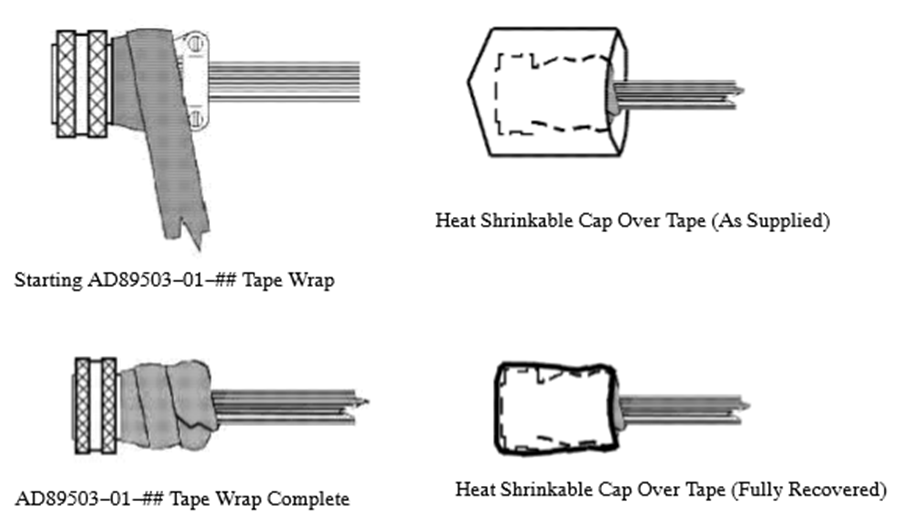 Heat Shrinkable Cap Over Tape (As Supplied)
Starting AD89503–01–## Tape Wrap
AD89503–01–## Tape Wrap Complete
Heat Shrinkable Cap Over Tape (Fully Recovered)